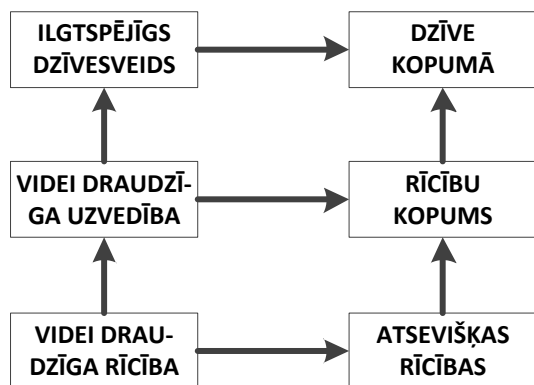 ILGTSPĒJĪGS
DZĪVESVEIDS
DZĪVE
KOPUMĀ
VIDEI DRAUDZĪ-
GA UZVEDĪBA
RĪCĪBU
KOPUMS
VIDEI DRAU-
DZĪGA RĪCĪBA
ATSEVIŠĶAS
RĪCĪBAS